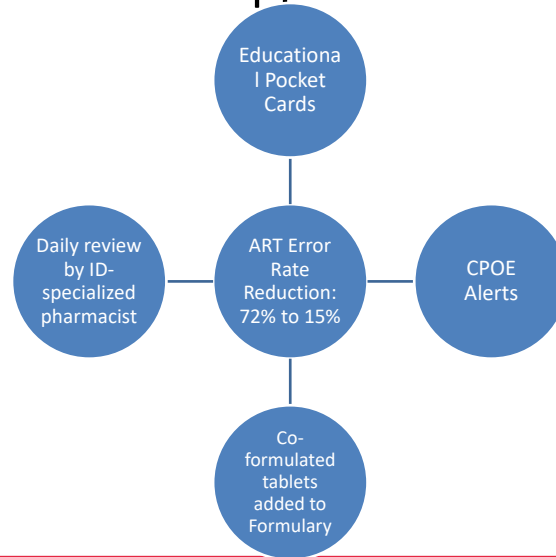 Educationa
l Pocket
Cards
Daily review
by ID-
specialized
pharmacist
ART Error
Rate
Reduction:
72% to 15%
CPOE
Alerts
Co-
formulated
tablets
added to
Formulary